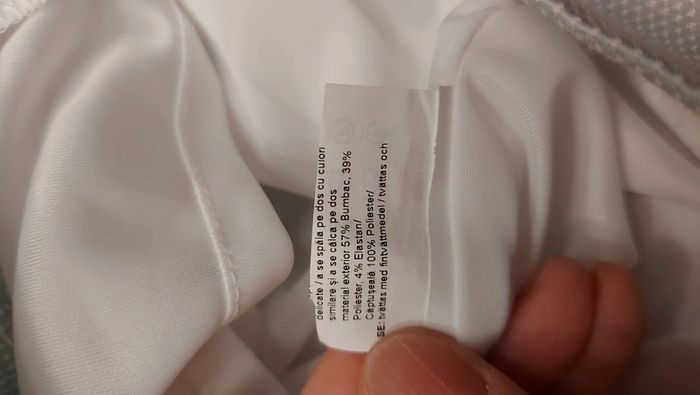 delicate / a se spăla pe dos cu culori
similare și a se călca pe dos
material exterior 57% Bumbac, 39%
Poliester, 4% Elastan/
Căptușeală 100% Poliester/
SE: tvättas med fintvättmedel / tvättas och